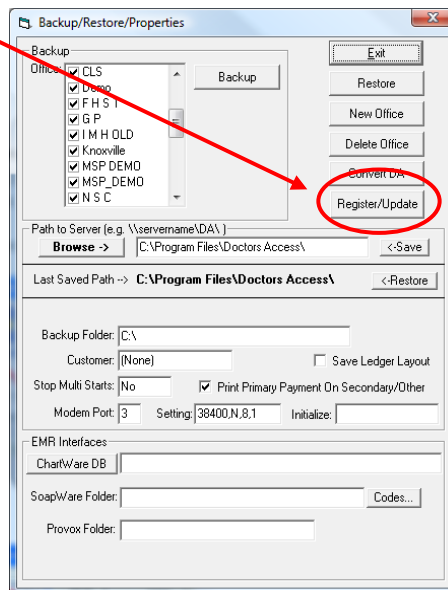 Backup/Restore/Properties
Backup
Office:
CLS
Demo
F H S T
G P
I M H OLD
Knoxville
MSP DEMO
MSP_DEMO
N S C
Backup
Exit
Restore
New Office
Delete Office
Convert DA
Register/Update
Path to Server (e.g. \\servername\DA\ )
Browse -> C:\Program Files\Doctors Access\ <-Save
Last Saved Path --> C:\Program Files\Doctors Access\ <-Restore
Backup Folder: C:\
Customer: (None) Save Ledger Layout
Stop Multi Starts: No Print Primary Payment On Secondary/Other
Modem Port: 3 Setting: 38400,N,8,1 Initialize:
EMR Interfaces
ChartWare DB
SoapWare Folder: Codes...
Provox Folder: